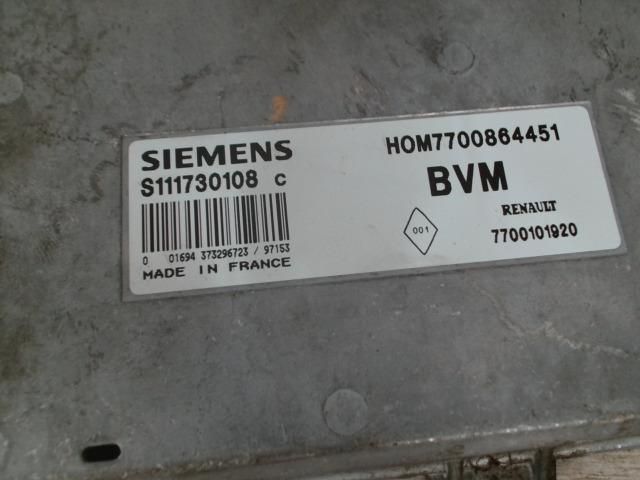 SIEMENS
S111730108 C
0 01694 373296723 / 97153
MADE IN FRANCE
HOM7700864451
BVM
RENAULT
001
7700101920